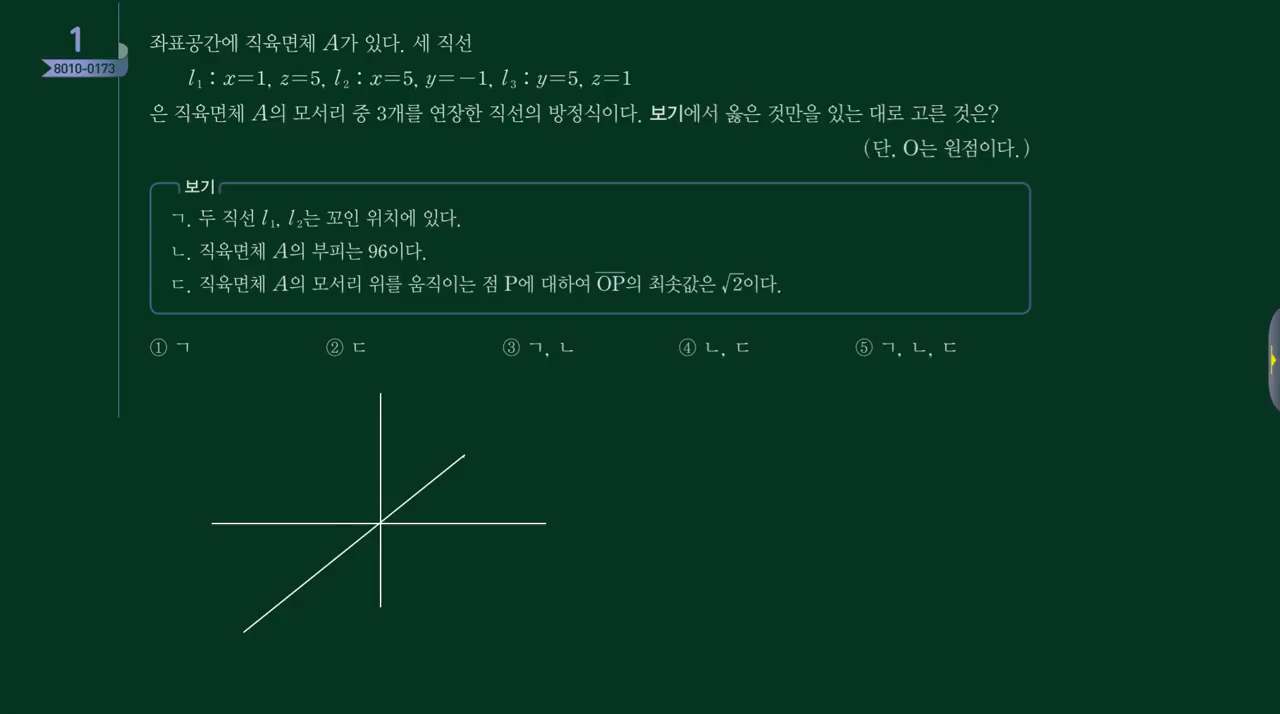 1
8010-0173
좌표공간에 직육면체 A가 있다. 세 직선
l₁ : x=1, z=5, l₂ : x=5, y=−1, l₃ : y=5, z=1
은 직육면체 A의 모서리 중 3개를 연장한 직선의 방정식이다. 보기에서 옳은 것만을 있는 대로 고른 것은?
(단, O는 원점이다.)
보기
ㄱ. 두 직선 l₁, l₂는 꼬인 위치에 있다.
ㄴ. 직육면체 A의 부피는 96이다.
ㄷ. 직육면체 A의 모서리 위를 움직이는 점 P에 대하여 O̅P̅의 최솟값은 √2이다.
① ㄱ ② ㄷ ③ ㄱ, ㄴ ④ ㄴ, ㄷ ⑤ ㄱ, ㄴ, ㄷ